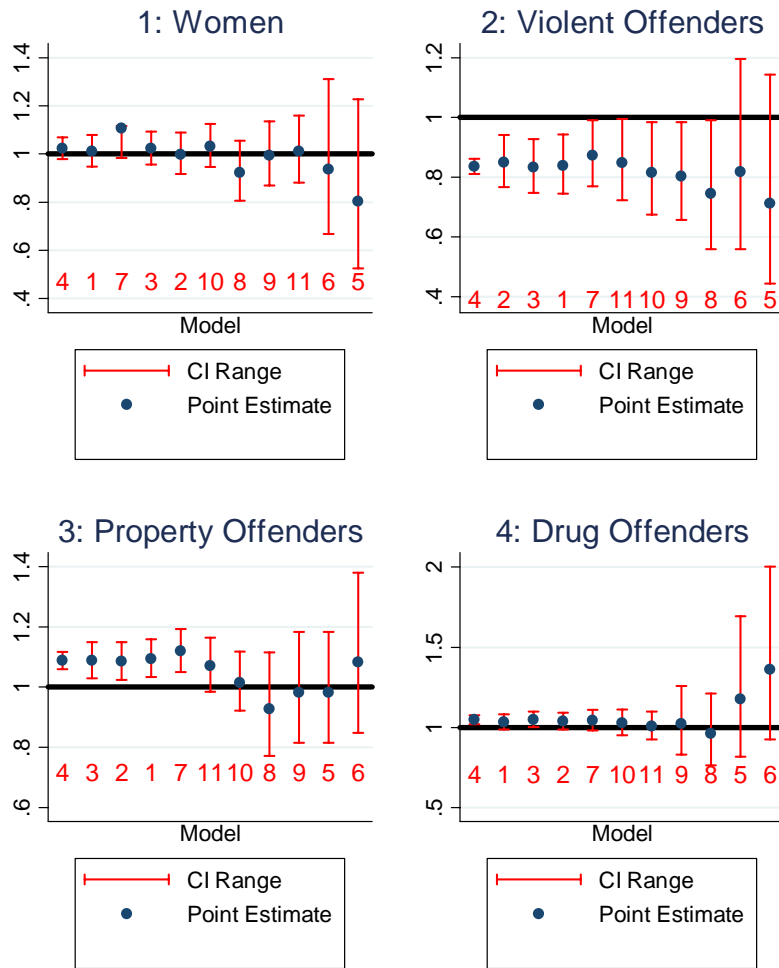 1: Women
1.4
1.2
1
.8
.6
.4
4 1 7 3 2 10 8 9 11 6 5
Model
CI Range
Point Estimate
2: Violent Offenders
1.2
1
.8
.6
.4
4 2 3 1 7 11 10 9 8 6 5
Model
CI Range
Point Estimate
3: Property Offenders
1.4
1.2
1
.8
.6
4 3 2 1 7 11 10 8 9 5 6
Model
CI Range
Point Estimate
4: Drug Offenders
2
1.5
1
.5
4 1 3 2 7 10 11 9 8 5 6
Model
CI Range
Point Estimate